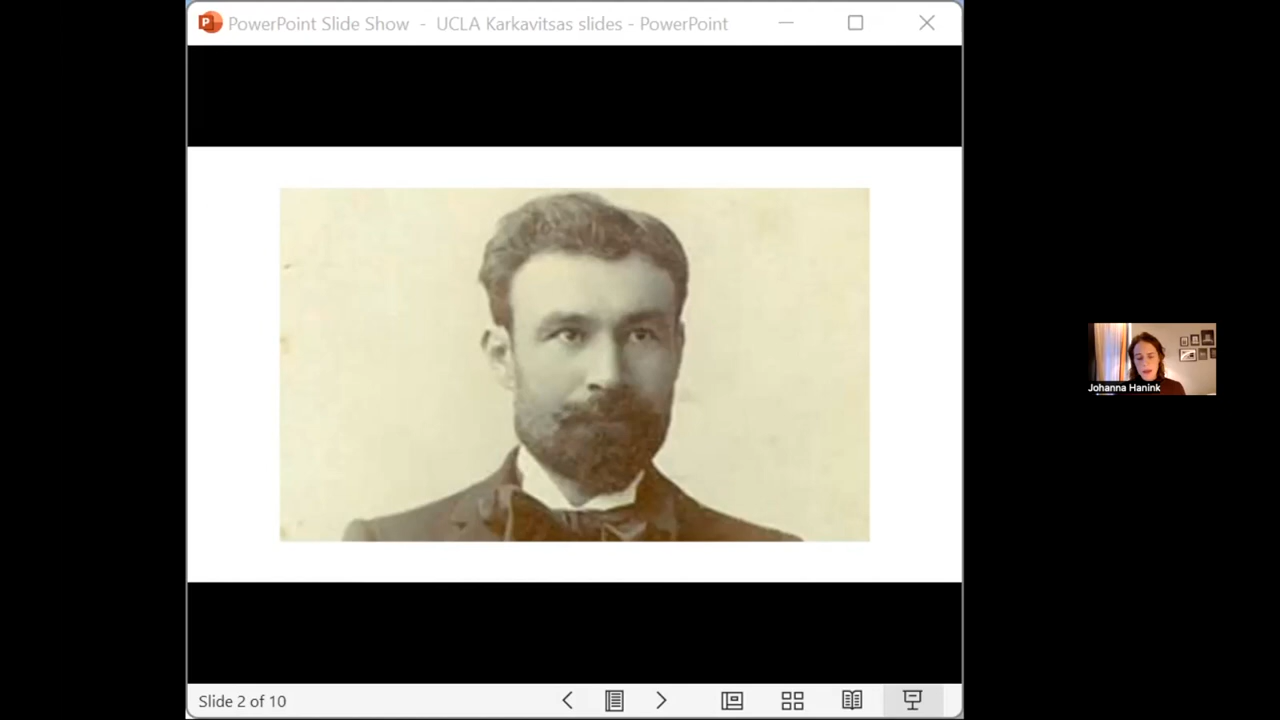 PowerPoint Slide Show - UCLA Karkavitsas slides - PowerPoint
Johanna Hanink
Slide 2 of 10